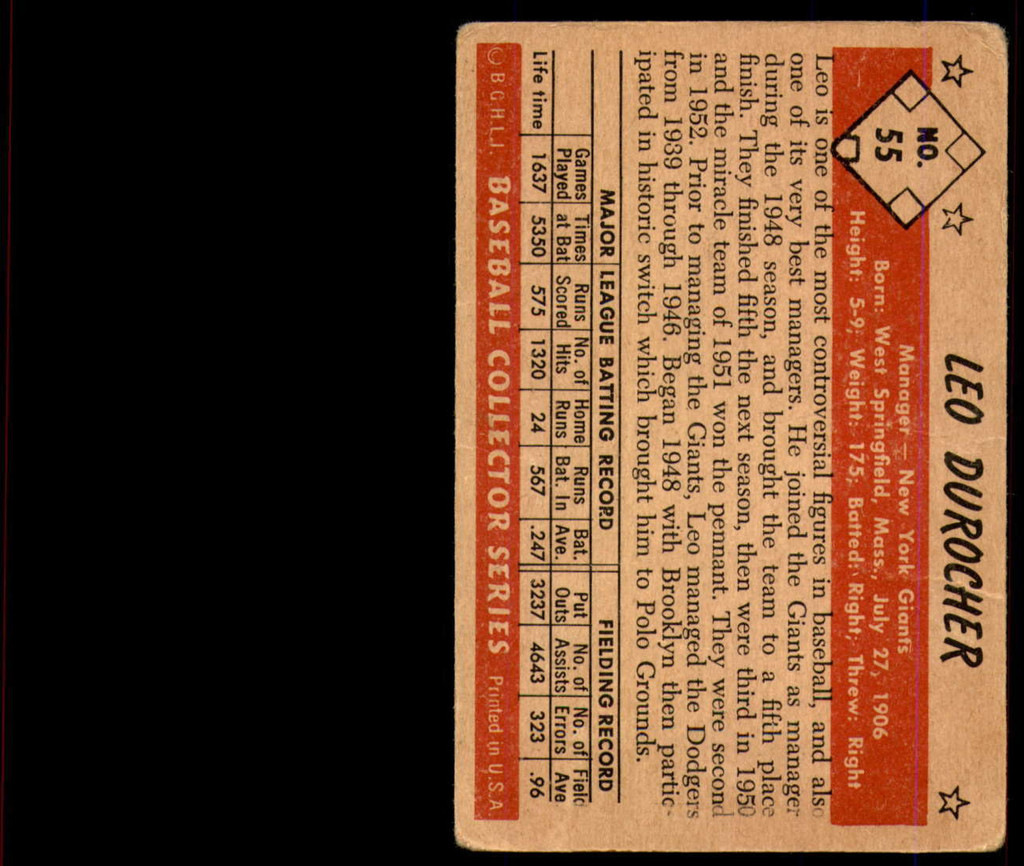 LEO DUROCHER
NO.
55
Manager — New York Giants
Born: West Springfield, Mass., July 27, 1906
Height: 5-9; Weight: 175; Batted: Right; Threw: Right
Leo is one of the most controversial figures in baseball, and also
one of its very best managers. He joined the Giants as manager
during the 1948 season, and brought the team to a fifth place
finish. They finished fifth the next season, then were third in 1950
and the miracle team of 1951 won the pennant. They were second
in 1952. Prior to managing the Giants, Leo managed the Dodgers
from 1939 through 1946. Began 1948 with Brooklyn then partic-
ipated in historic switch which brought him to Polo Grounds.
MAJOR LEAGUE BATTING RECORD FIELDING RECORD
Games Times Runs No. of Home Runs Bat. Put No. of No. of Field
Played at Bat Scored Hits Runs Bat. In Ave. Outs Assists Errors Ave
Life time 1637 5350 575 1320 24 567 .247 3237 4643 323 .96
© B.G.H.L.I. BASEBALL COLLECTOR SERIES Printed in U.S.A.